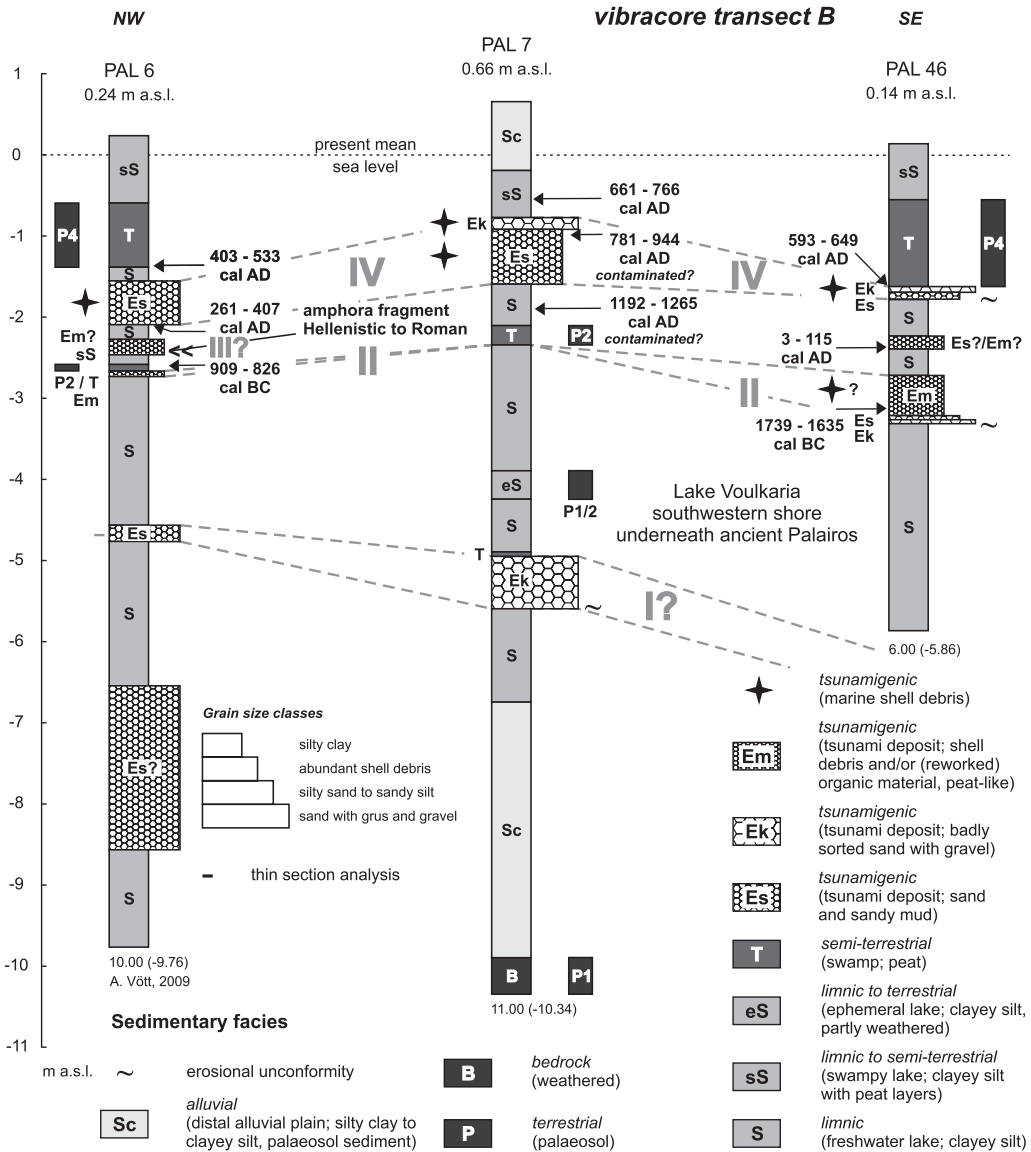 NW
vibracore transect B
SE
PAL 6
0.24 m a.s.l.
PAL 7
0.66 m a.s.l.
PAL 46
0.14 m a.s.l.
1
0
-1
-2
-3
-4
-5
-6
-7
-8
-9
-10
-11
m a.s.l.
present mean
sea level
P4
sS
T
S
Es
S
Em?
sS
P2 / T
Em
S
Es
S
Es?
S
10.00 (-9.76)
A. Vött, 2009
403 - 533
cal AD
261 - 407
cal AD
amphora fragment
Hellenistic to Roman
909 - 826
cal BC
IV
III?
II
Sc
sS
Ek
Es
S
T
P2
S
eS
P1/2
S
T
Ek
~
S
Sc
B
P1
11.00 (-10.34)
661 - 766
cal AD
781 - 944
cal AD
contaminated?
1192 - 1265
cal AD
contaminated?
IV
II
I?
593 - 649
cal AD
Ek
Es
3 - 115
cal AD
?
1739 - 1635
cal BC
Es
Ek
sS
T
P4
~
S
Es?/Em?
S
Em
~
S
6.00 (-5.86)
Lake Voulkaria
southwestern shore
underneath ancient Palairos
Grain size classes
silty clay
abundant shell debris
silty sand to sandy silt
sand with grus and gravel
thin section analysis
Sedimentary facies
~
erosional unconformity
Sc
alluvial
(distal alluvial plain; silty clay to
clayey silt, palaeosol sediment)
B
bedrock
(weathered)
P
terrestrial
(palaeosol)
tsunamigenic
(marine shell debris)
Em
tsunamigenic
(tsunami deposit; shell
debris and/or (reworked)
organic material, peat-like)
Ek
tsunamigenic
(tsunami deposit; badly
sorted sand with gravel)
Es
tsunamigenic
(tsunami deposit; sand
and sandy mud)
T
semi-terrestrial
(swamp; peat)
eS
limnic to terrestrial
(ephemeral lake; clayey silt,
partly weathered)
sS
limnic to semi-terrestrial
(swampy lake; clayey silt
with peat layers)
S
limnic
(freshwater lake; clayey silt)